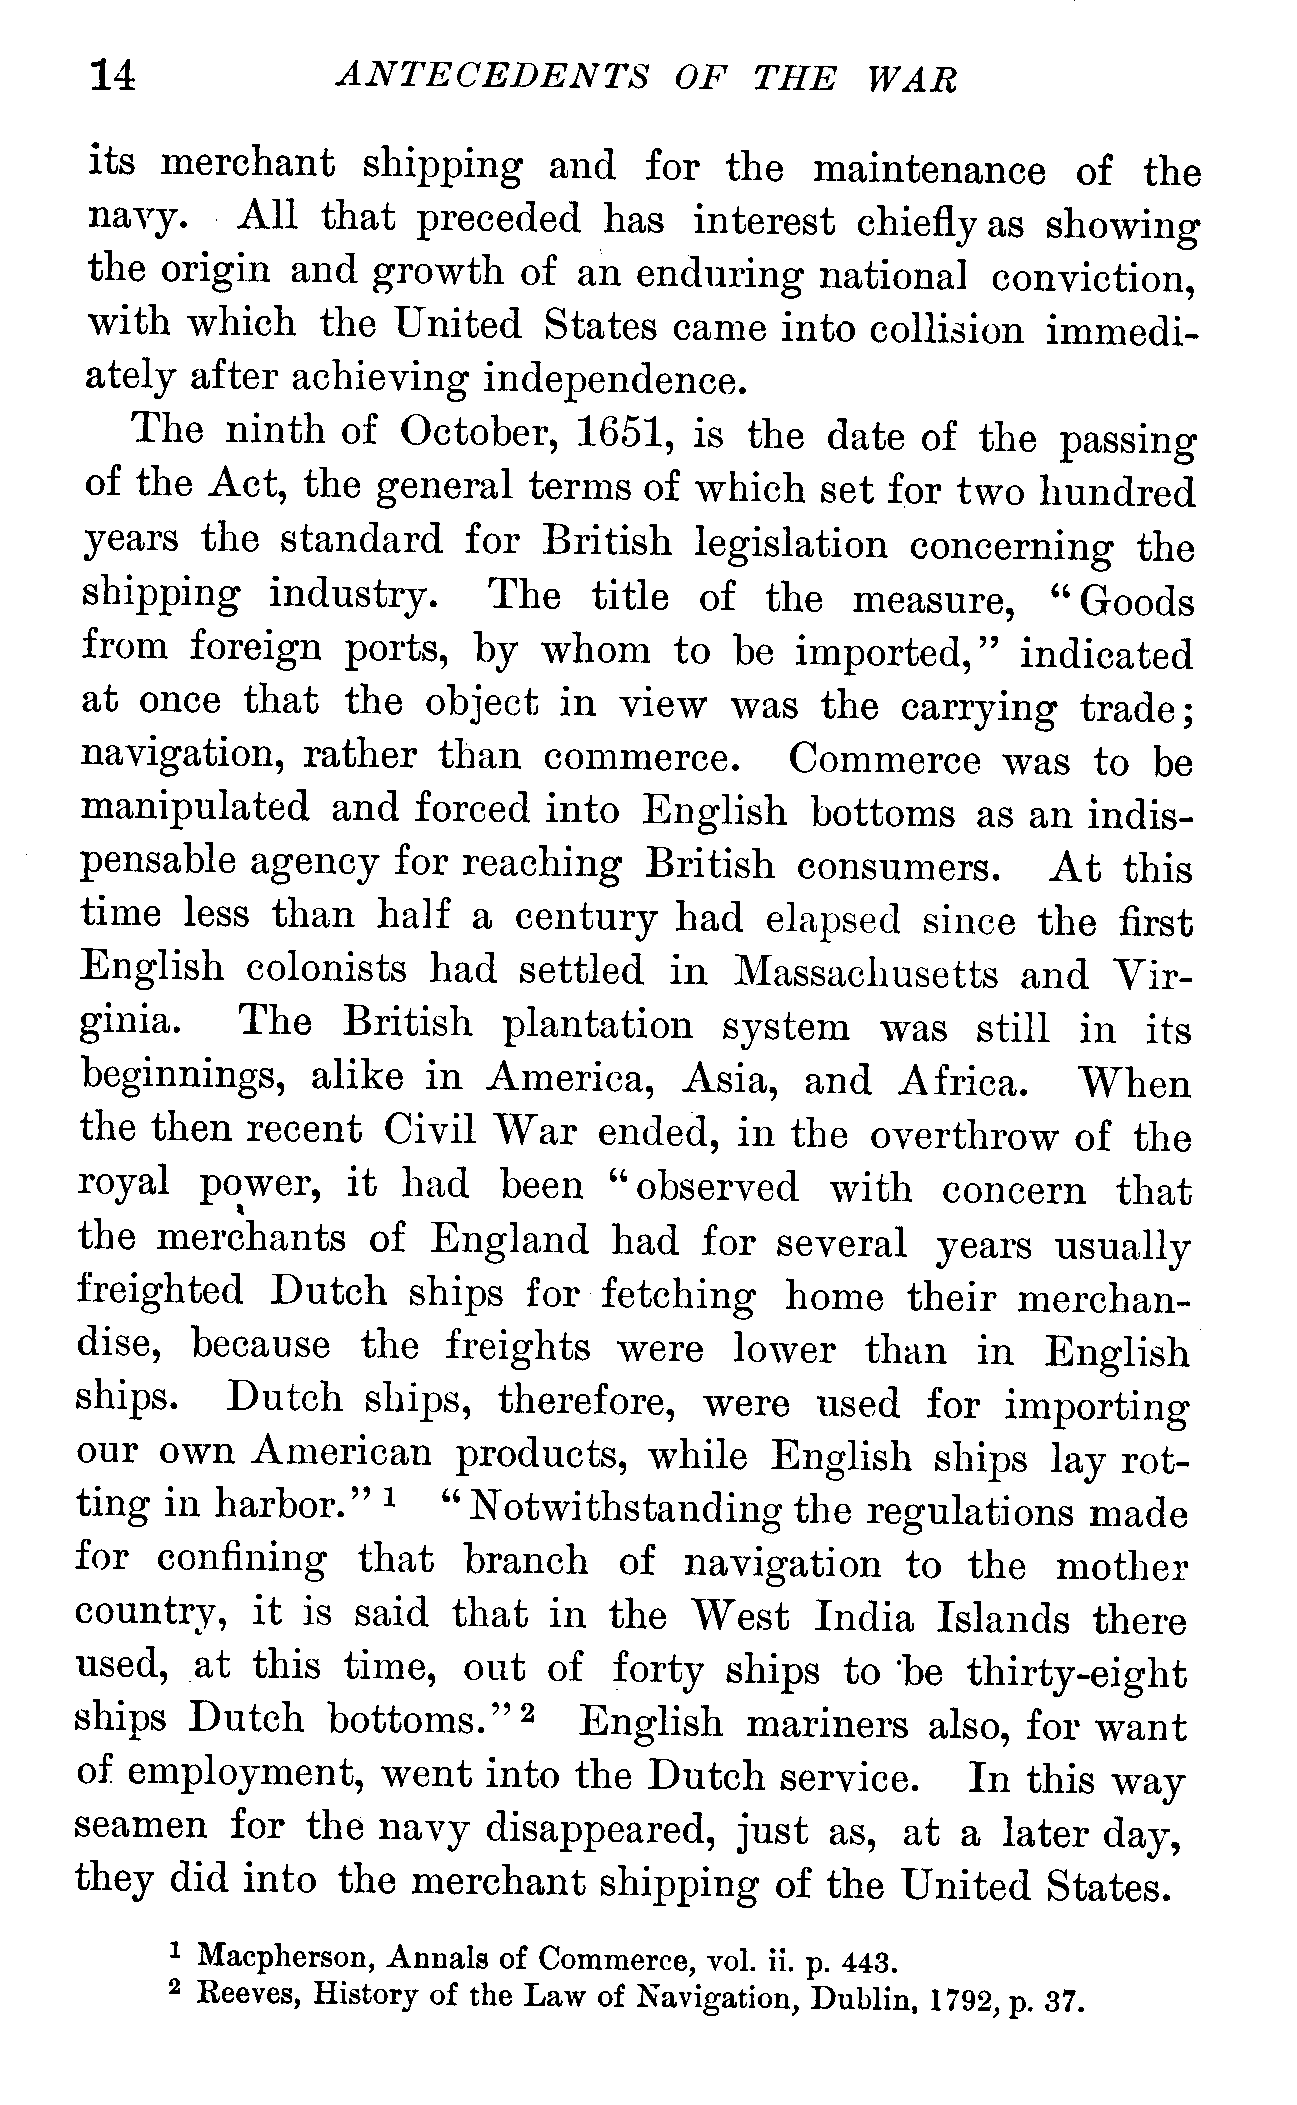 14 ANTECEDENTS OF THE WAR
its merchant shipping and for the maintenance of the
navy. All that preceded has interest chiefly as showing
the origin and growth of an enduring national conviction,
with which the United States came into collision immedi-
ately after achieving independence.
The ninth of October, 1651, is the date of the passing
of the Act, the general terms of which set for two hundred
years the standard for British legislation concerning the
shipping industry. The title of the measure, “Goods
from foreign ports, by whom to be imported,” indicated
at once that the object in view was the carrying trade;
navigation, rather than commerce. Commerce was to be
manipulated and forced into English bottoms as an indis-
pensable agency for reaching British consumers. At this
time less than half a century had elapsed since the first
English colonists had settled in Massachusetts and Vir-
ginia. The British plantation system was still in its
beginnings, alike in America, Asia, and Africa. When
the then recent Civil War ended, in the overthrow of the
royal power, it had been “observed with concern that
the merchants of England had for several years usually
freighted Dutch ships for fetching home their merchan-
dise, because the freights were lower than in English
ships. Dutch ships, therefore, were used for importing
our own American products, while English ships lay rot-
ting in harbor.” 1 “Notwithstanding the regulations made
for confining that branch of navigation to the mother
country, it is said that in the West India Islands there
used, at this time, out of forty ships to be thirty-eight
ships Dutch bottoms.” 2 English mariners also, for want
of employment, went into the Dutch service. In this way
seamen for the navy disappeared, just as, at a later day,
they did into the merchant shipping of the United States.
1 Macpherson, Annals of Commerce, vol. ii. p. 443.
2 Reeves, History of the Law of Navigation, Dublin, 1792, p. 37.